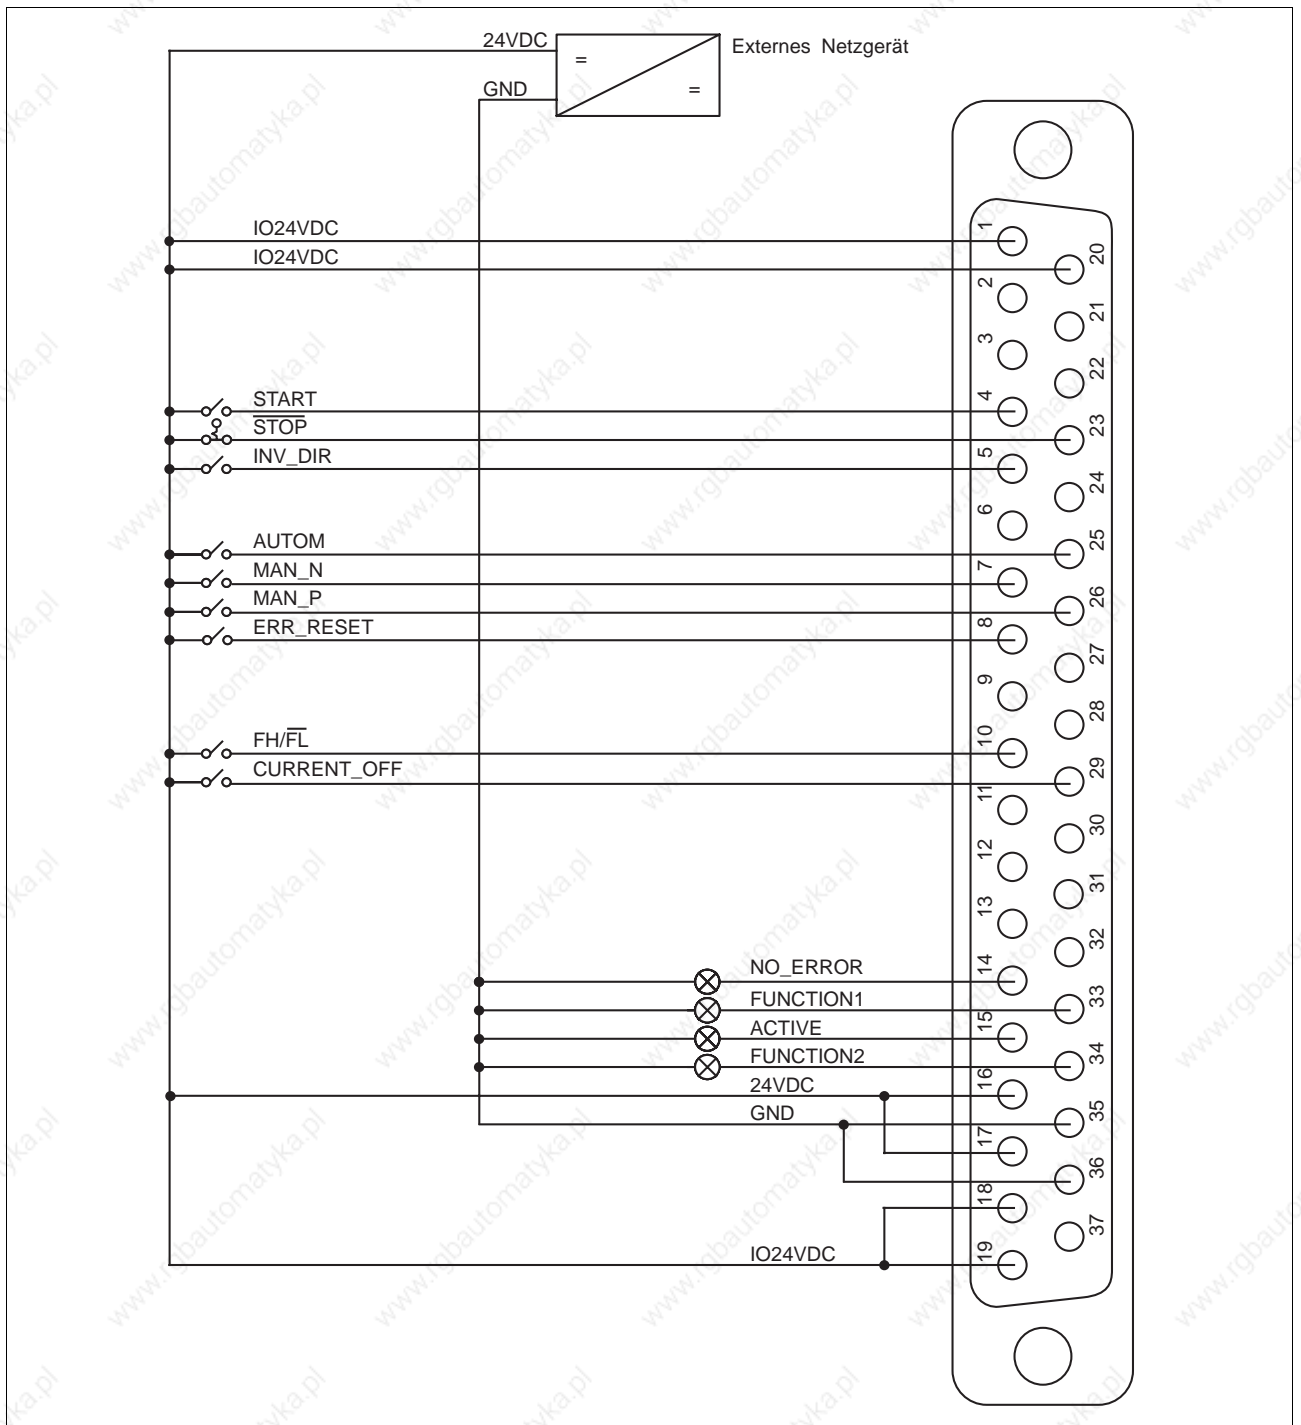 24VDC
Externes Netzgerät
=
=
GND
IO24VDC
IO24VDC
START
STOP
INV_DIR
AUTOM
MAN_N
MAN_P
ERR_RESET
FH/FL
CURRENT_OFF
NO_ERROR
FUNCTION1
ACTIVE
FUNCTION2
24VDC
GND
IO24VDC
1
20
2
21
3
22
4
23
5
24
6
25
7
26
8
27
9
28
10
29
11
30
12
31
13
32
14
33
15
34
16
35
17
36
18
37
19
www.rgbautomatyka.pl